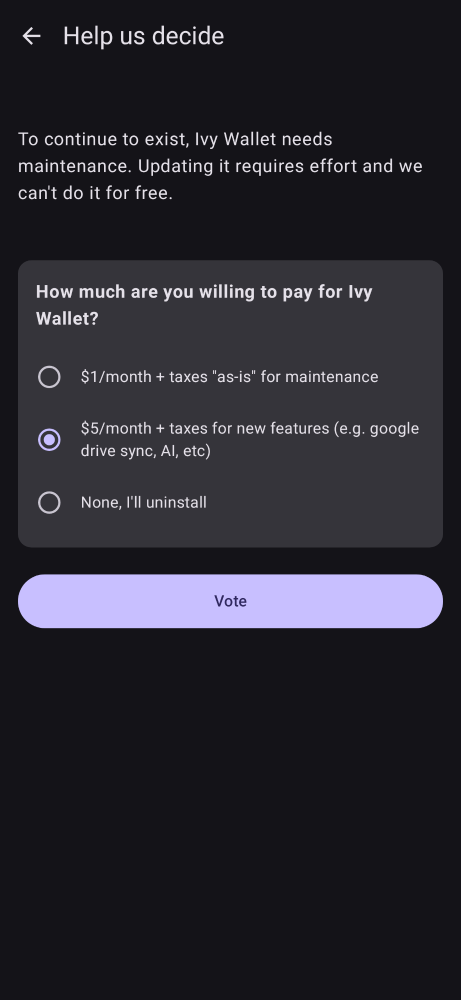 Help us decide
To continue to exist, Ivy Wallet needs
maintenance. Updating it requires effort and we
can't do it for free.
How much are you willing to pay for Ivy
Wallet?
$1/month + taxes "as-is" for maintenance
$5/month + taxes for new features (e.g. google
drive sync, AI, etc)
None, I'll uninstall
Vote